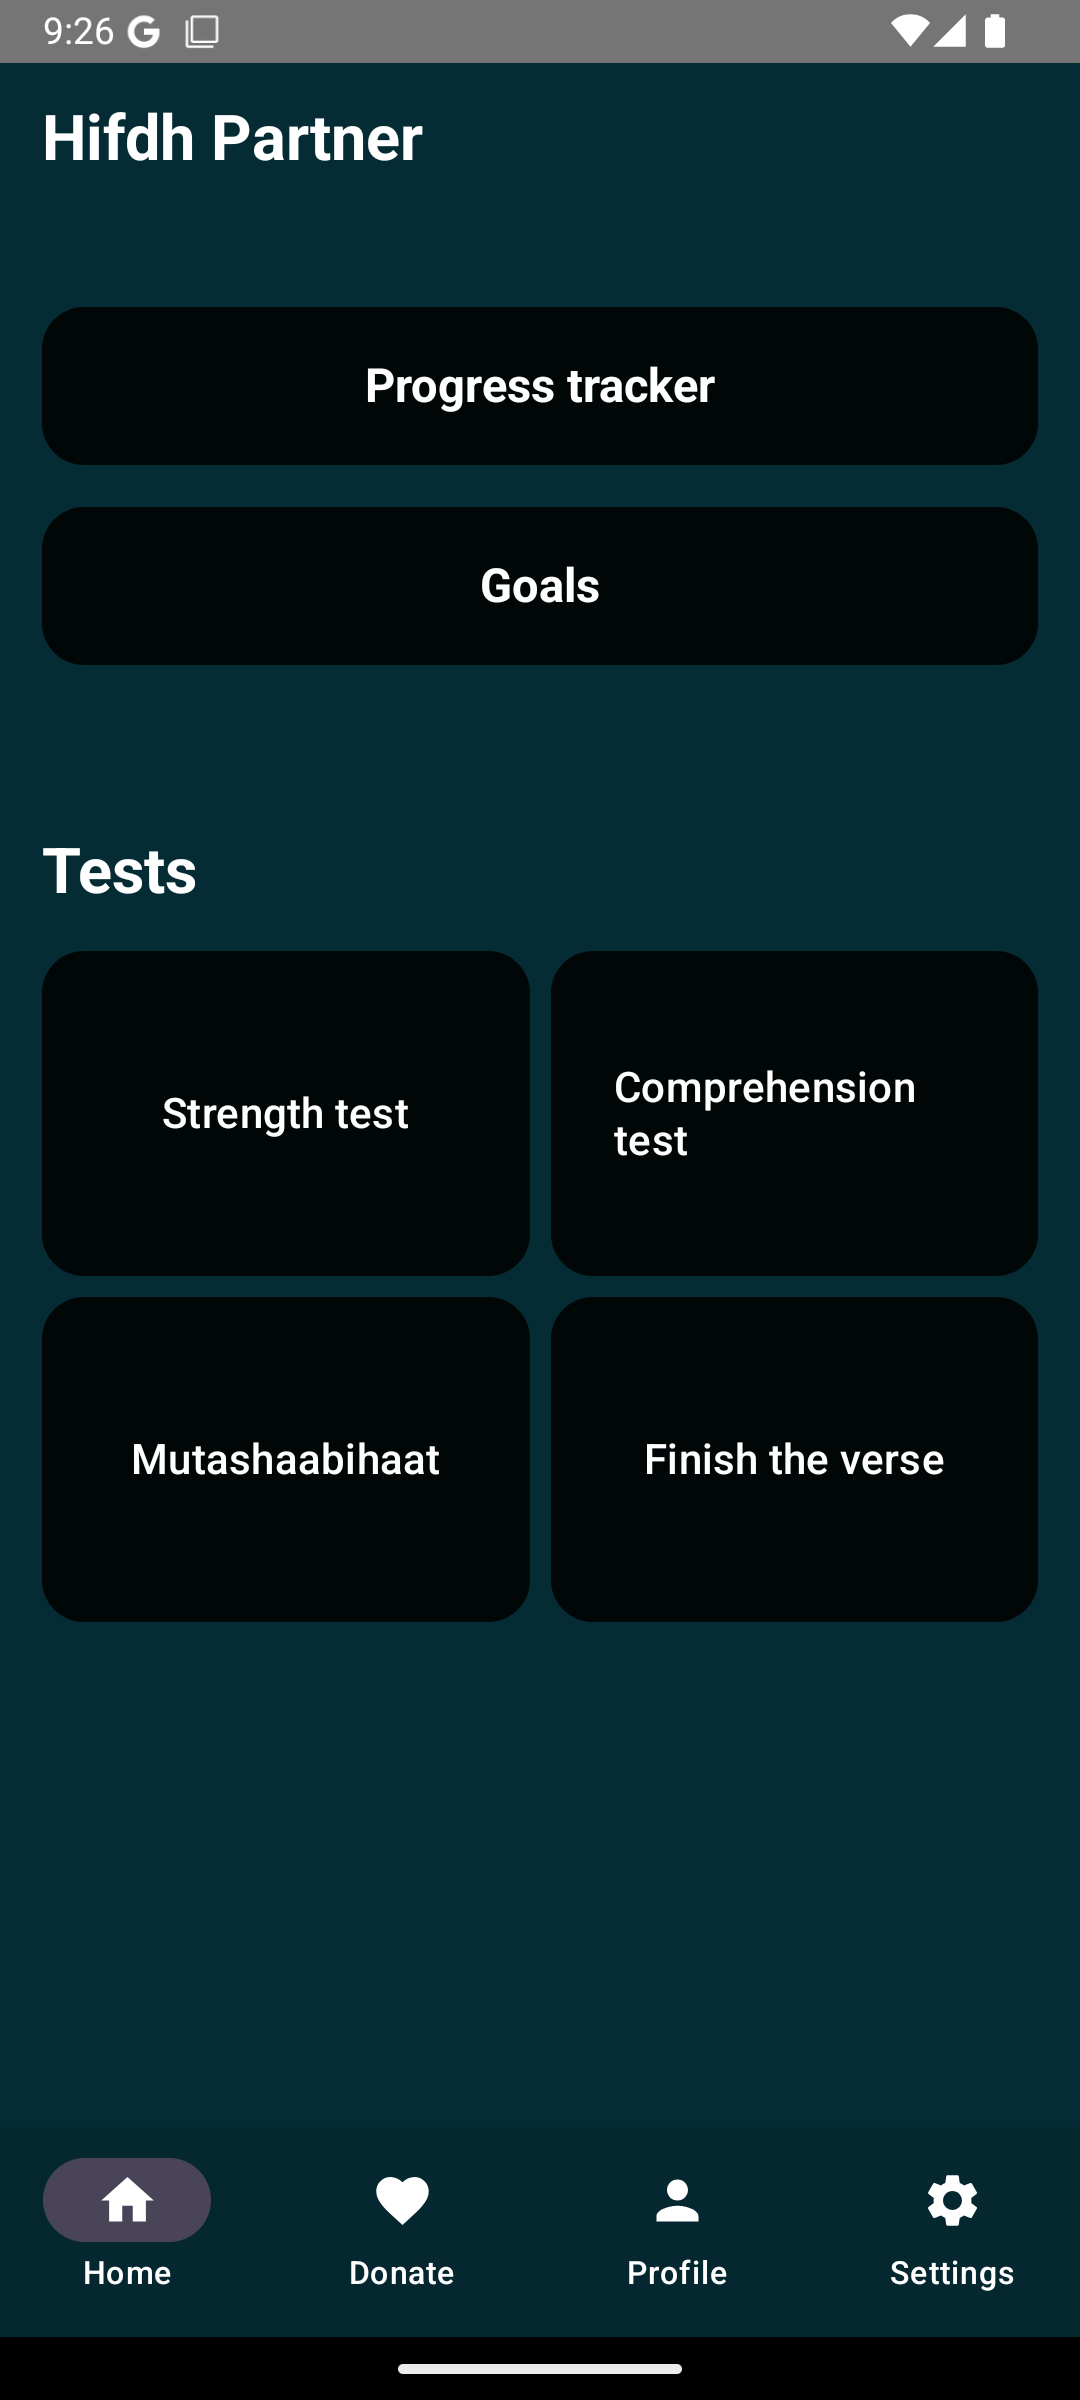 9:26
Hifdh Partner
Progress tracker
Goals
Tests
Strength test
Comprehension
test
Mutashaabihaat
Finish the verse
Home
Donate
Profile
Settings